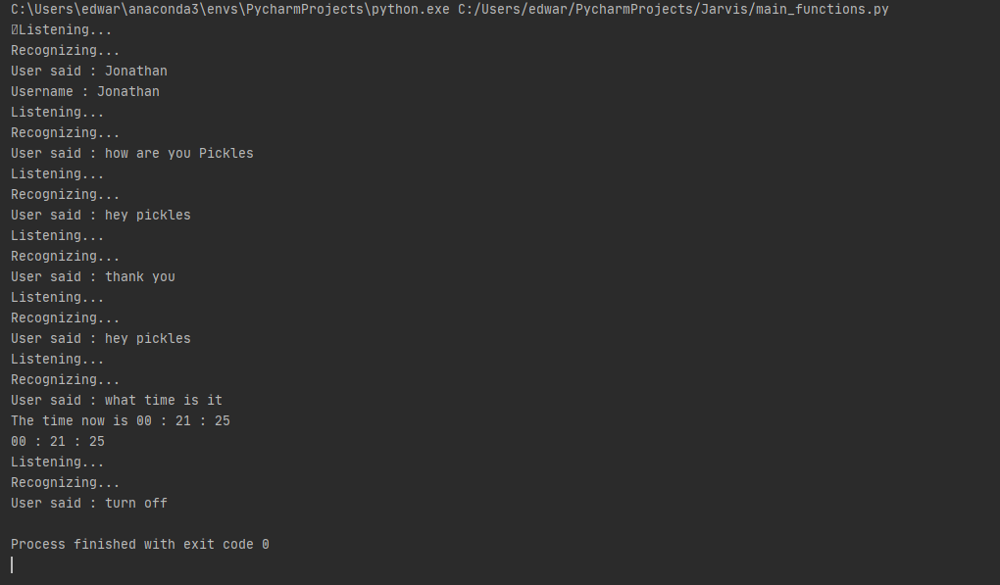 C:\Users\edwar\anaconda3\envs\PycharmProjects\python.exe C:/Users/edwar/PycharmProjects/Jarvis/main_functions.py
Listening...
Recognizing...
User said : Jonathan
Username : Jonathan
Listening...
Recognizing...
User said : how are you Pickles
Listening...
Recognizing...
User said : hey pickles
Listening...
Recognizing...
User said : thank you
Listening...
Recognizing...
User said : hey pickles
Listening...
Recognizing...
User said : what time is it
The time now is 00 : 21 : 25
00 : 21 : 25
Listening...
Recognizing...
User said : turn off
Process finished with exit code 0